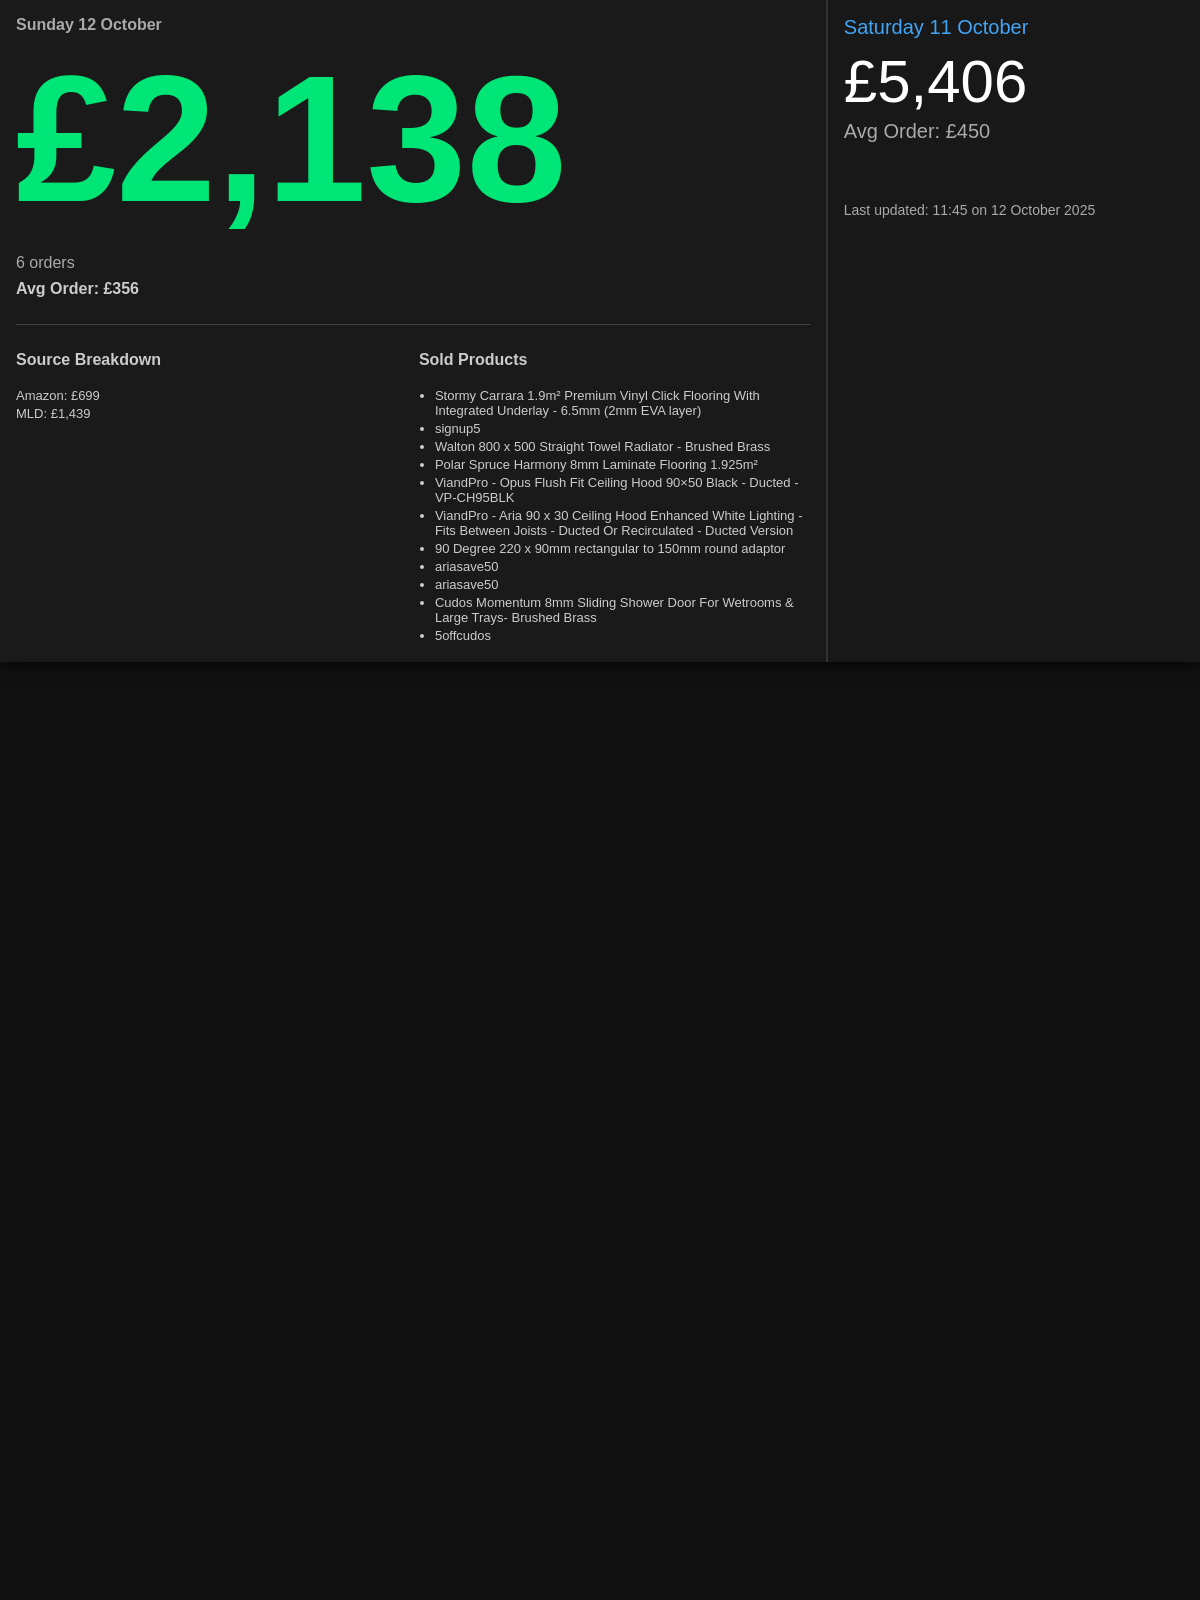 Sunday 12 October
£2,138
6 orders
Avg Order: £356
Source Breakdown
Amazon: £699
MLD: £1,439
Sold Products
• Stormy Carrara 1.9m² Premium Vinyl Click Flooring With
Integrated Underlay - 6.5mm (2mm EVA layer)
• signup5
• Walton 800 x 500 Straight Towel Radiator - Brushed Brass
• Polar Spruce Harmony 8mm Laminate Flooring 1.925m²
• ViandPro - Opus Flush Fit Ceiling Hood 90×50 Black - Ducted -
VP-CH95BLK
• ViandPro - Aria 90 x 30 Ceiling Hood Enhanced White Lighting -
Fits Between Joists - Ducted Or Recirculated - Ducted Version
• 90 Degree 220 x 90mm rectangular to 150mm round adaptor
• ariasave50
• ariasave50
• Cudos Momentum 8mm Sliding Shower Door For Wetrooms &
Large Trays- Brushed Brass
• 5offcudos
Saturday 11 October
£5,406
Avg Order: £450
Last updated: 11:45 on 12 October 2025